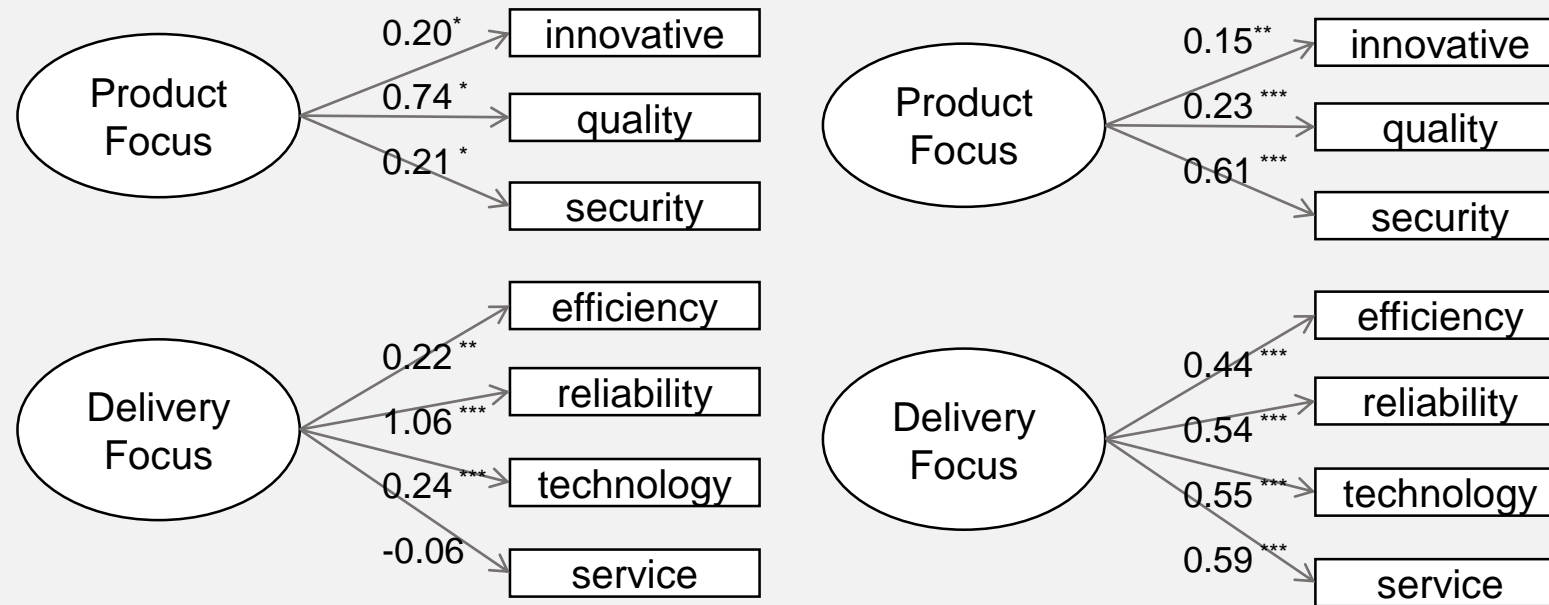 Product
Focus
0.20*
0.74 *
0.21 *
innovative
quality
security
Delivery
Focus
0.22 **
1.06 ***
0.24 ***
-0.06
efficiency
reliability
technology
service
Product
Focus
0.15**
0.23 ***
0.61 ***
innovative
quality
security
Delivery
Focus
0.44 ***
0.54 ***
0.55 ***
0.59 ***
efficiency
reliability
technology
service